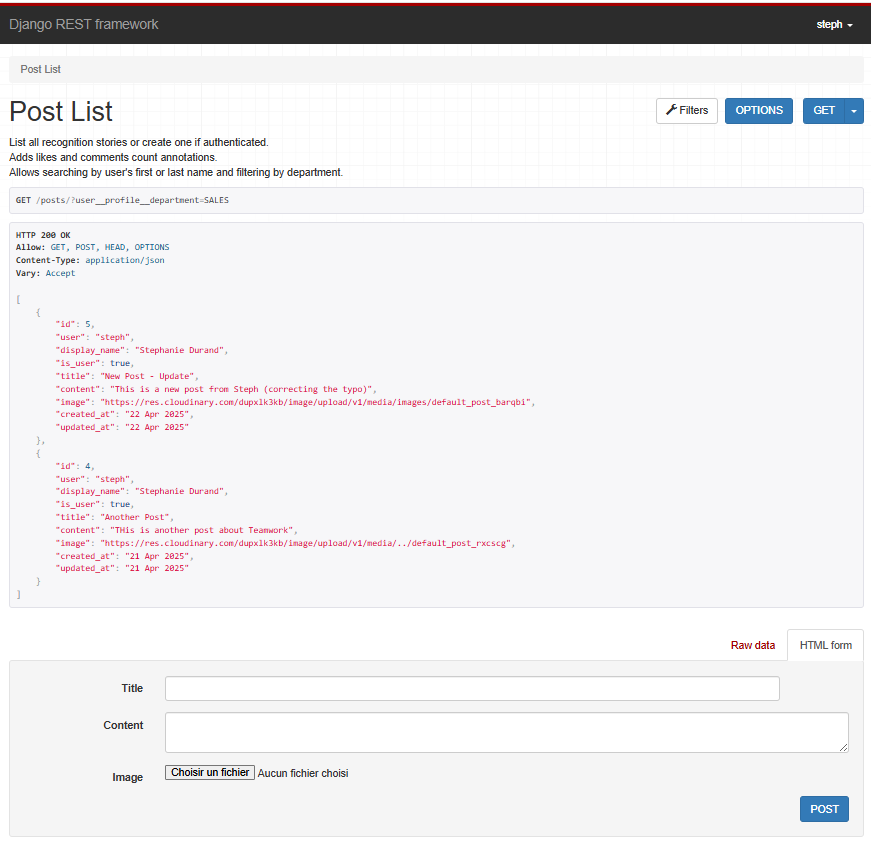 Django REST framework
steph
Post List
Post List
Filters
OPTIONS
GET
List all recognition stories or create one if authenticated.
Adds likes and comments count annotations.
Allows searching by user's first or last name and filtering by department.
GET /posts/?user__profile__department=SALES
HTTP 200 OK
Allow: GET, POST, HEAD, OPTIONS
Content-Type: application/json
Vary: Accept
[
    {
        "id": 5,
        "user": "steph",
        "display_name": "Stephanie Durand",
        "is_user": true,
        "title": "New Post - Update",
        "content": "This is a new post from Steph (correcting the typo)",
        "image": "https://res.cloudinary.com/dupxlk3kb/image/upload/v1/media/images/default_post_barqbi",
        "created_at": "22 Apr 2025",
        "updated_at": "22 Apr 2025"
    },
    {
        "id": 4,
        "user": "steph",
        "display_name": "Stephanie Durand",
        "is_user": true,
        "title": "Another Post",
        "content": "THis is another post about Teamwork",
        "image": "https://res.cloudinary.com/dupxlk3kb/image/upload/v1/media/../default_post_rxcscg",
        "created_at": "21 Apr 2025",
        "updated_at": "21 Apr 2025"
    }
]
Raw data
HTML form
Title
Content
Image
Choisir un fichier Aucun fichier choisi
POST